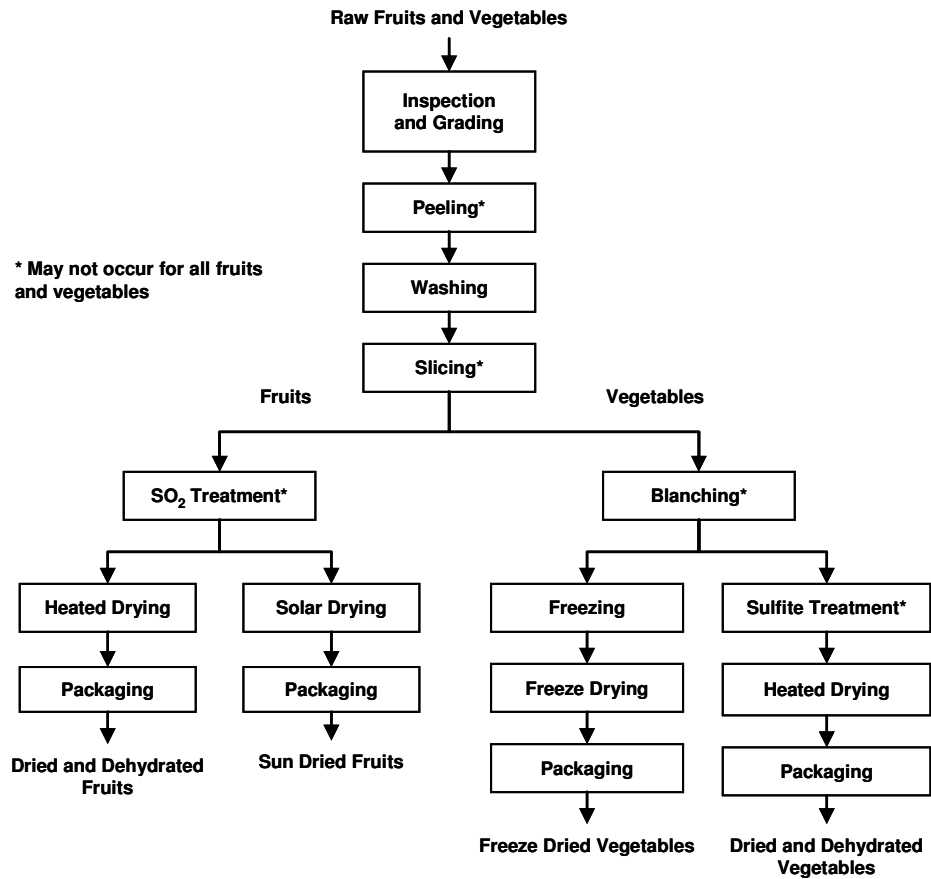 Raw Fruits and Vegetables
Inspection
and Grading
Peeling*
* May not occur for all fruits
and vegetables
Washing
Slicing*
Fruits
Vegetables
SO₂ Treatment*
Blanching*
Heated Drying
Solar Drying
Freezing
Sulfite Treatment*
Packaging
Packaging
Freeze Drying
Heated Drying
Dried and Dehydrated
Fruits
Sun Dried Fruits
Packaging
Packaging
Freeze Dried Vegetables
Dried and Dehydrated
Vegetables